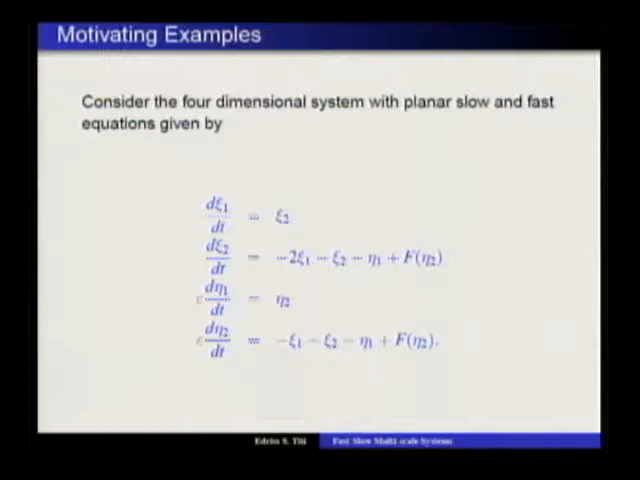 Motivating Examples
Consider the four dimensional system with planar slow and fast
equations given by
dξ₁/dt = ξ₂
dξ₂/dt = −2ξ₁ − ξ₂ − η₁ + F(η₂)
ε dη₁/dt = η₂
ε dη₂/dt = −ξ₁ − ξ₂ − η₁ + F(η₂).
Edriss S. Titi Fast Slow Multi-scale Systems